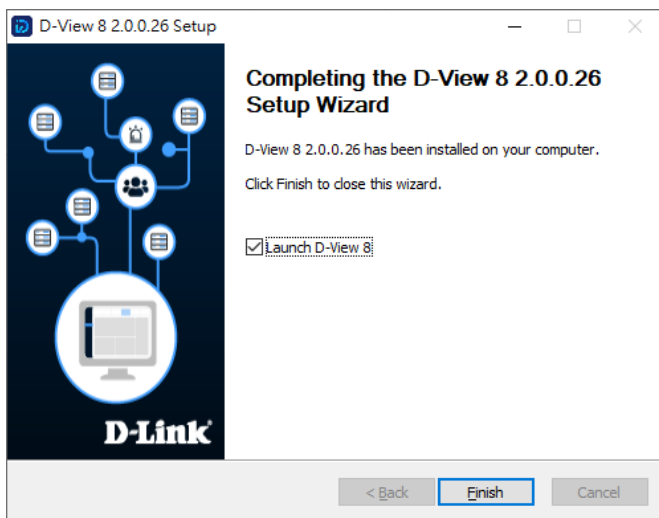 D-View 8 2.0.0.26 Setup
Completing the D-View 8 2.0.0.26
Setup Wizard
D-View 8 2.0.0.26 has been installed on your computer.
Click Finish to close this wizard.
Launch D-View 8
D-Link
< Back
Finish
Cancel